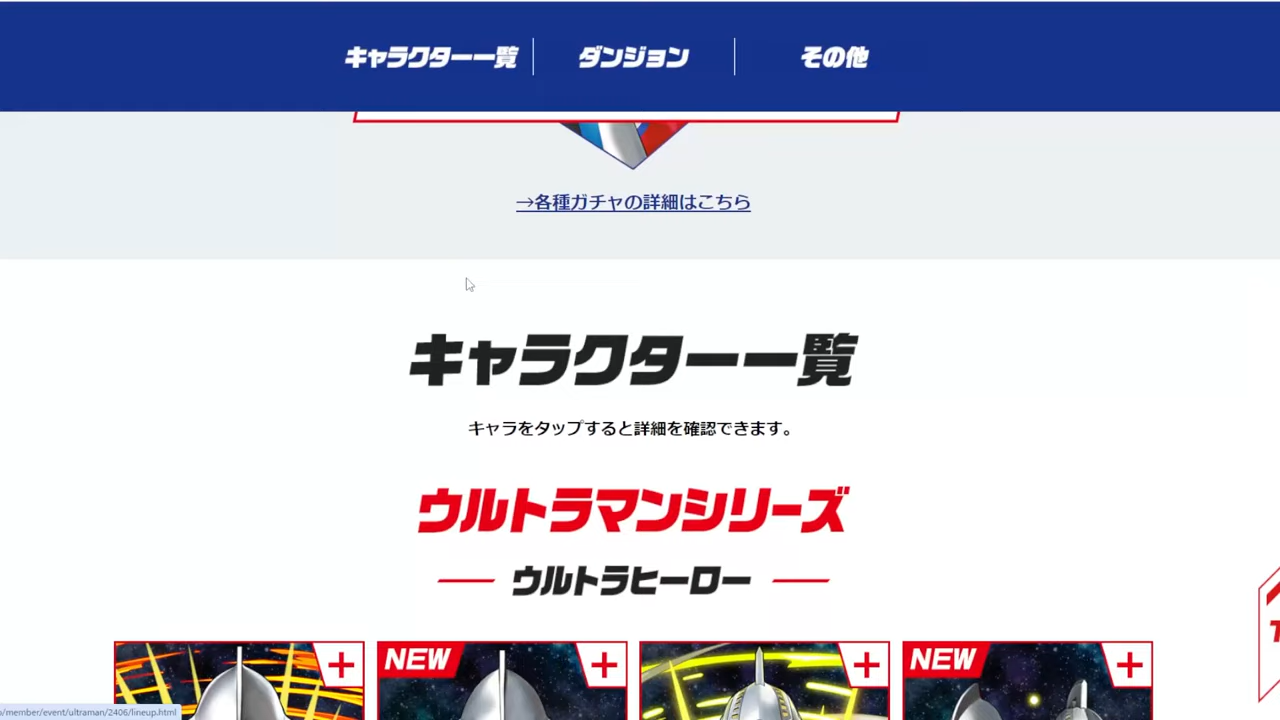 キャラクター一覧
ダンジョン
その他
→各種ガチャの詳細はこちら
キャラクター一覧
キャラをタップすると詳細を確認できます。
ウルトラマンシリーズ
ウルトラヒーロー
NEW
NEW
/member/event/ultraman/2406/lineup.html